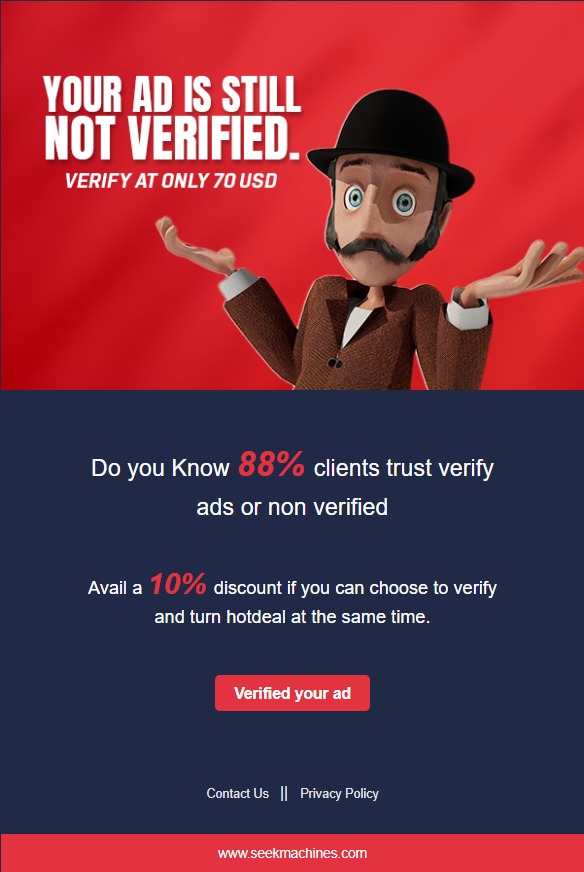 YOUR AD IS STILL
NOT VERIFIED.
VERIFY AT ONLY 70 USD
Do you Know 88% clients trust verify
ads or non verified
Avail a 10% discount if you can choose to verify
and turn hotdeal at the same time.
Verified your ad
Contact Us || Privacy Policy
www.seekmachines.com